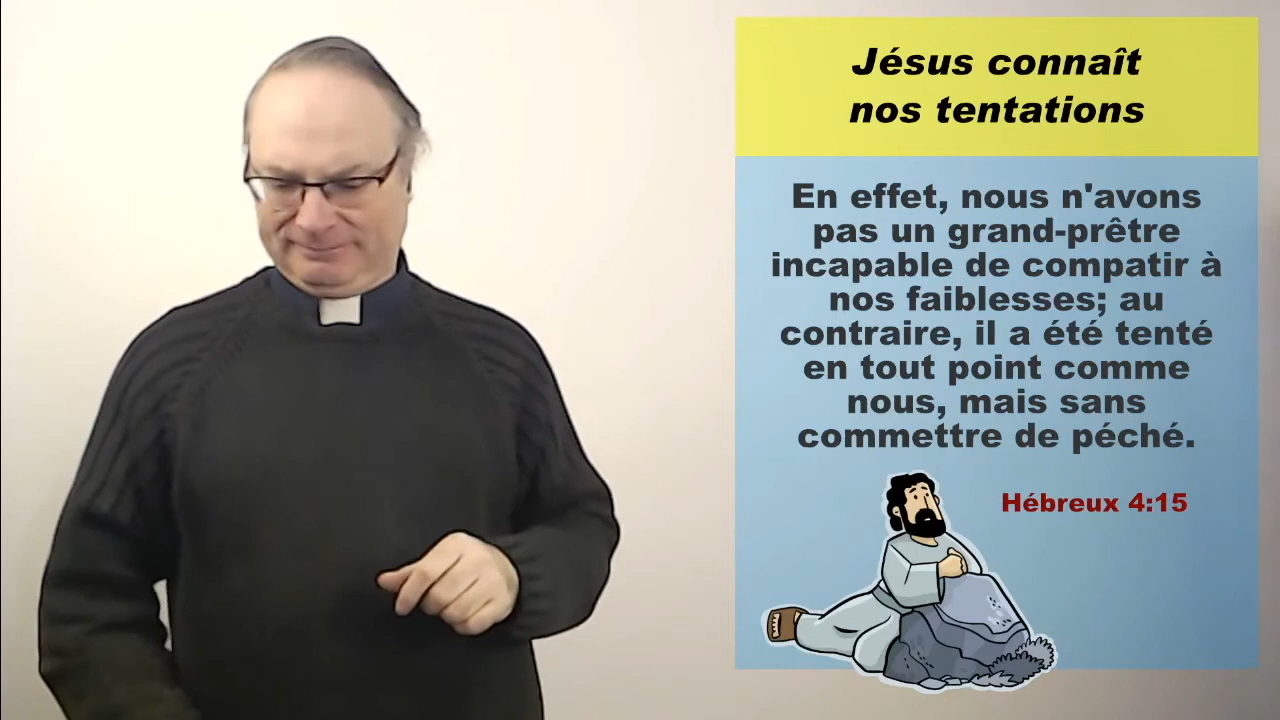 Jésus connaît
nos tentations
En effet, nous n'avons
pas un grand-prêtre
incapable de compatir à
nos faiblesses; au
contraire, il a été tenté
en tout point comme
nous, mais sans
commettre de péché.
Hébreux 4:15